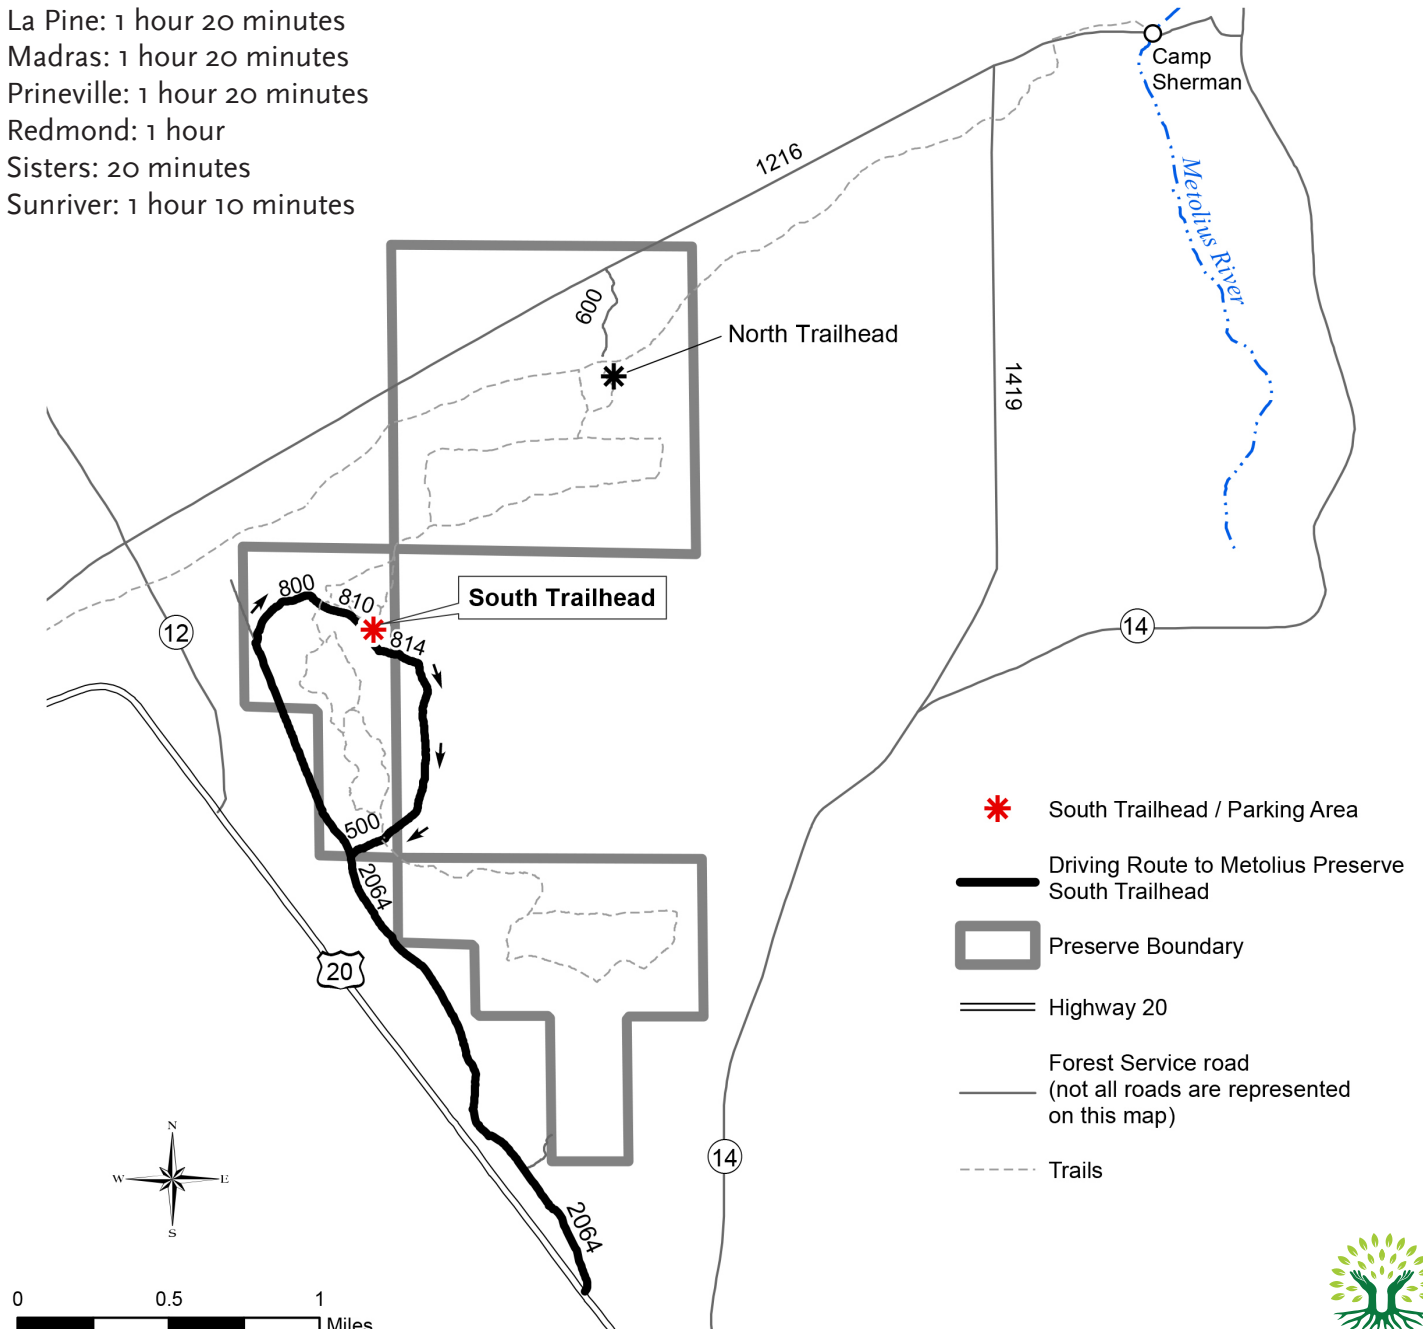 La Pine: 1 hour 20 minutes
Madras: 1 hour 20 minutes
Prineville: 1 hour 20 minutes
Redmond: 1 hour
Sisters: 20 minutes
Sunriver: 1 hour 10 minutes
Camp
Sherman
1216
Metolius River
600
North Trailhead
1419
800
810
South Trailhead
814
12
14
500
2064
20
South Trailhead / Parking Area
Driving Route to Metolius Preserve
South Trailhead
Preserve Boundary
Highway 20
Forest Service road
(not all roads are represented
on this map)
Trails
14
2064
N
W E
S
0 0.5 1
Miles